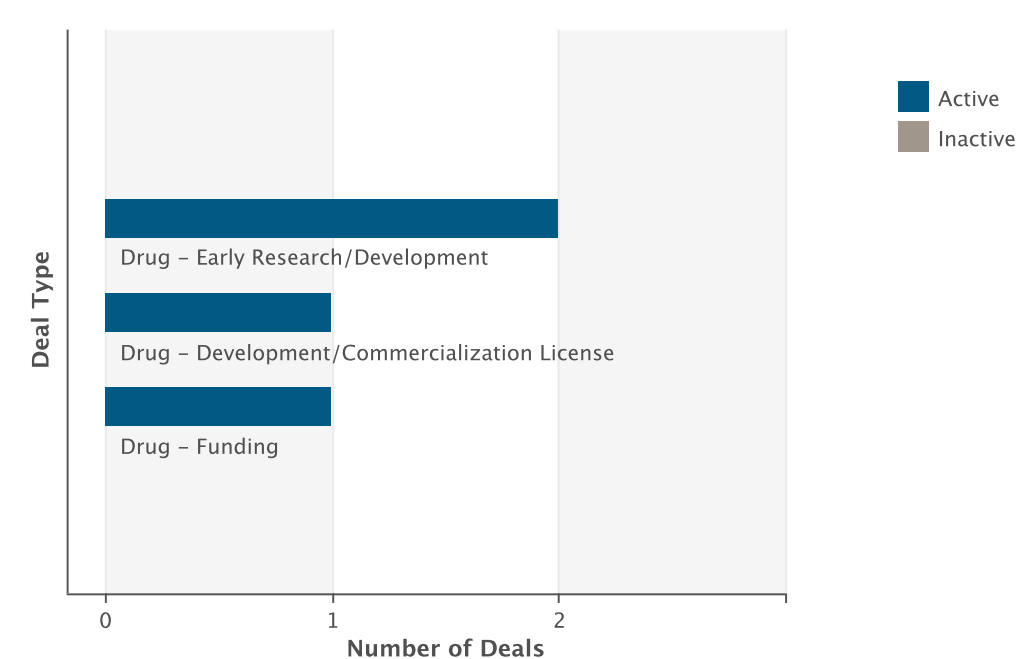 Active
Inactive
Deal Type
Drug – Early Research/Development
Drug – Development/Commercialization License
Drug – Funding
0 1 2
Number of Deals